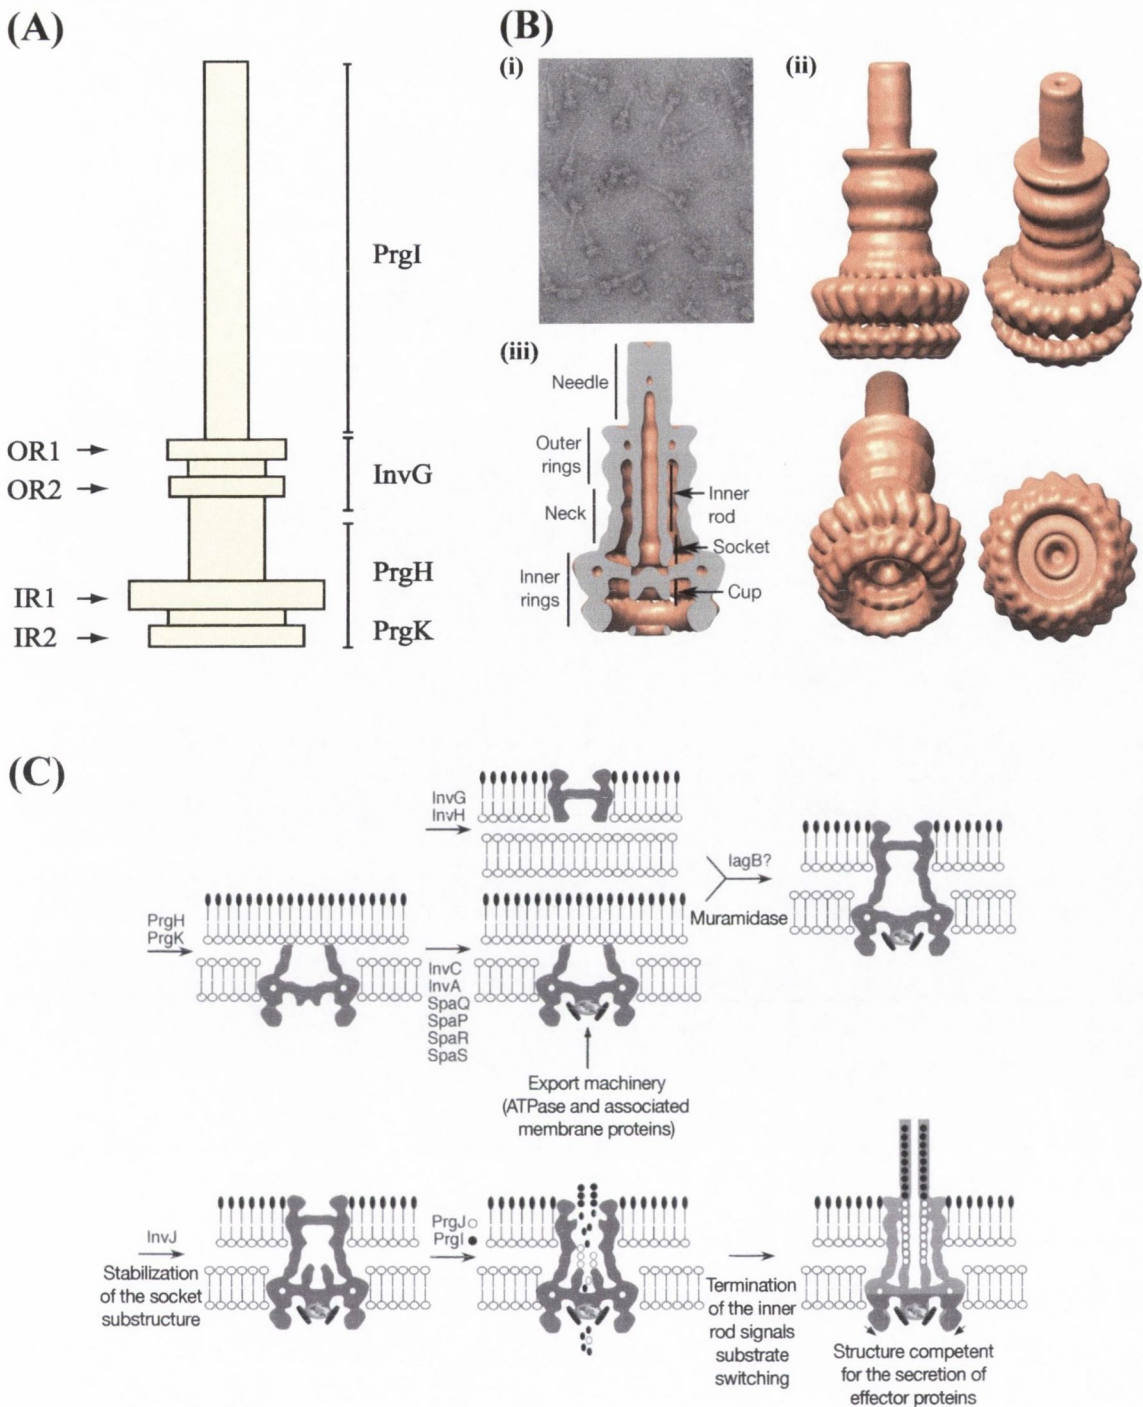 (A)
PrgI
OR1
OR2
InvG
PrgH
IR1
IR2
PrgK
(B)
(i)
(ii)
(iii)
Needle
Outer
rings
Neck
Inner
rings
Inner
rod
Socket
Cup
(C)
InvG
InvH
IagB?
Muramidase
PrgH
PrgK
InvC
InvA
SpaQ
SpaP
SpaR
SpaS
Export machinery
(ATPase and associated
membrane proteins)
InvJ
Stabilization
of the socket
substructure
PrgJ
PrgI
Termination
of the inner
rod signals
substrate
switching
Structure competent
for the secretion of
effector proteins